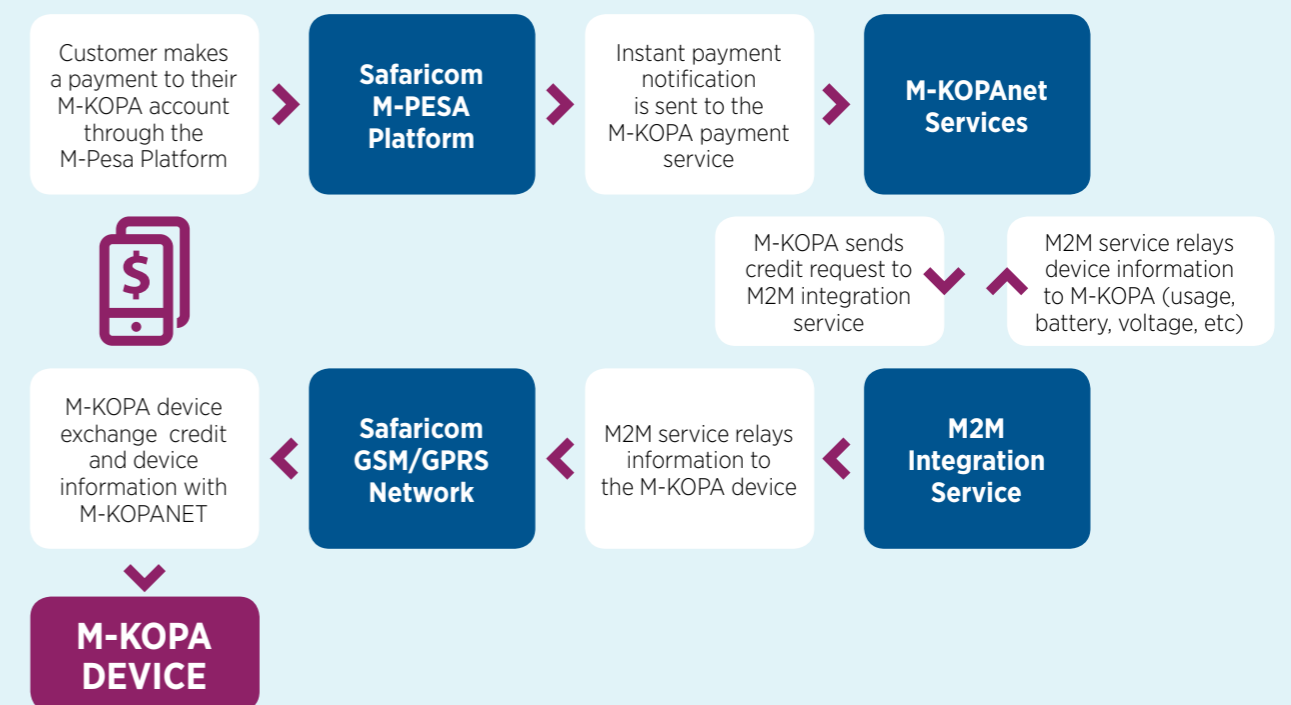 Customer makes
a payment to their
M-KOPA account
through the
M-Pesa Platform
Safaricom
M-PESA
Platform
Instant payment
notification
is sent to the
M-KOPA payment
service
M-KOPAnet
Services
$
M-KOPA sends
credit request to
M2M integration
service
M2M service relays
device information
to M-KOPA (usage,
battery, voltage, etc)
M-KOPA device
exchange credit
and device
information with
M-KOPANET
Safaricom
GSM/GPRS
Network
M2M service relays
information to
the M-KOPA device
M2M
Integration
Service
M-KOPA
DEVICE